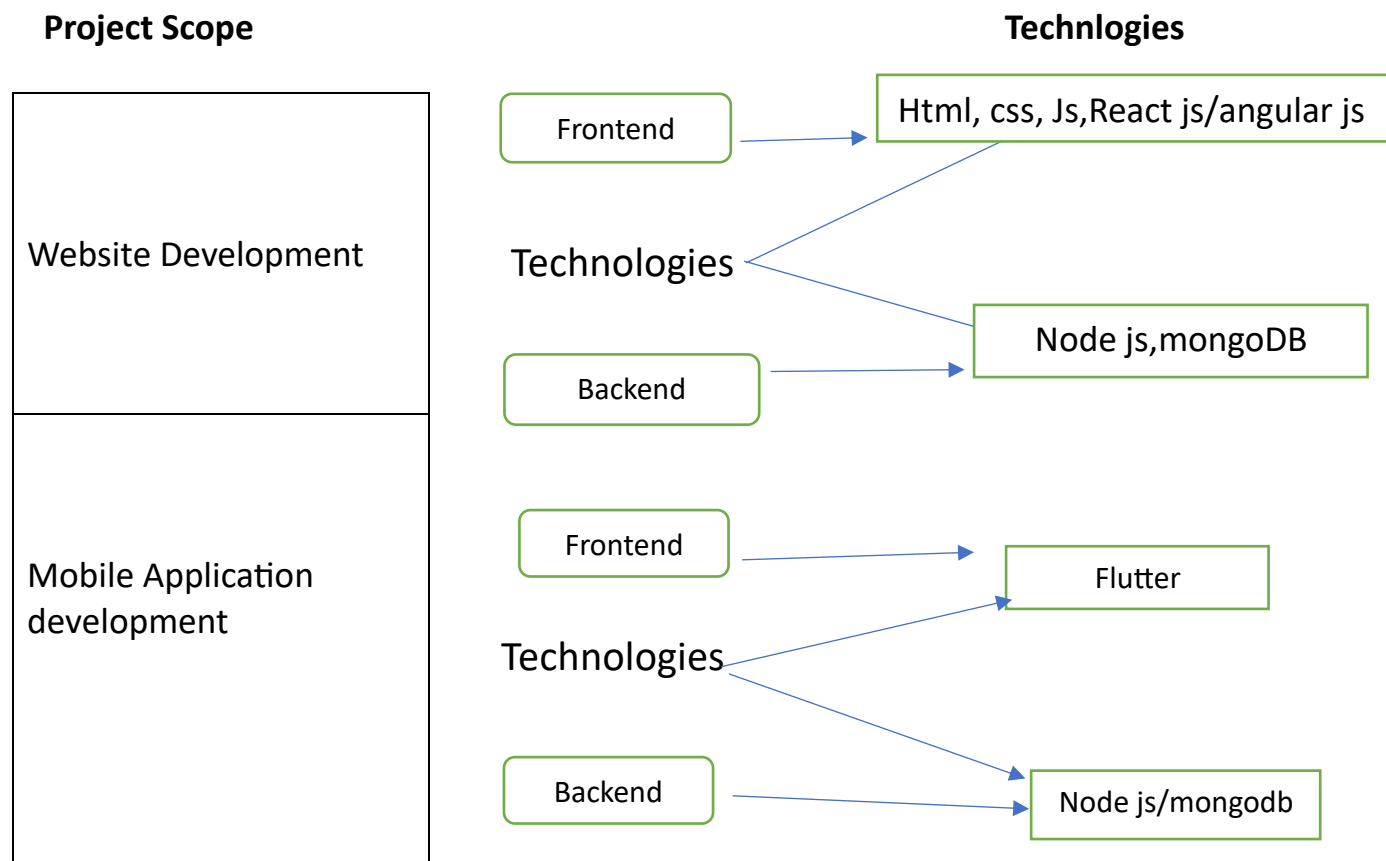 Project Scope
Technlogies
Frontend
Html, css, Js,React js/angular js
Website Development
Technologies
Node js,mongoDB
Backend
Frontend
Flutter
Mobile Application
development
Technologies
Backend
Node js/mongodb